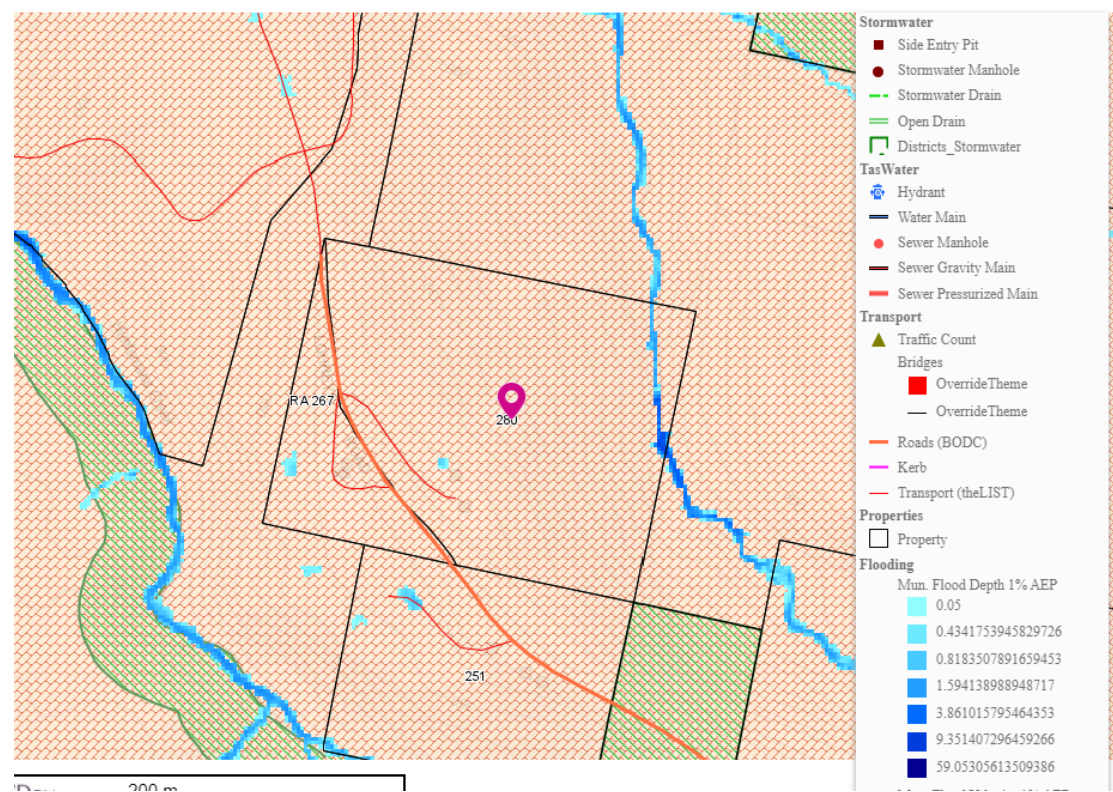 Stormwater
Side Entry Pit
Stormwater Manhole
Stormwater Drain
Open Drain
Districts_Stormwater
TasWater
Hydrant
Water Main
Sewer Manhole
Sewer Gravity Main
Sewer Pressurized Main
Transport
Traffic Count
Bridges
OverrideTheme
OverrideTheme
Roads (BODC)
Kerb
Transport (theLIST)
Properties
Property
Flooding
Mun. Flood Depth 1% AEP
0.05
0.4341753945829726
0.8183507891659453
1.594138988948717
3.861015795464353
9.351407296459266
59.05305613509386
RA 267
260
251
200 m